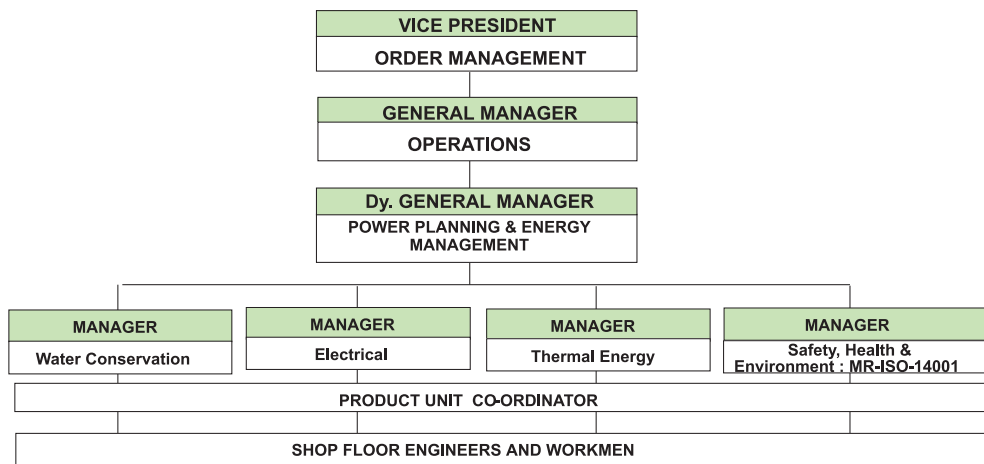 VICE PRESIDENT
ORDER MANAGEMENT
GENERAL MANAGER
OPERATIONS
Dy. GENERAL MANAGER
POWER PLANNING & ENERGY
MANAGEMENT
MANAGER
Water Conservation
MANAGER
Electrical
MANAGER
Thermal Energy
MANAGER
Safety, Health &
Environment : MR-ISO-14001
PRODUCT UNIT CO-ORDINATOR
SHOP FLOOR ENGINEERS AND WORKMEN